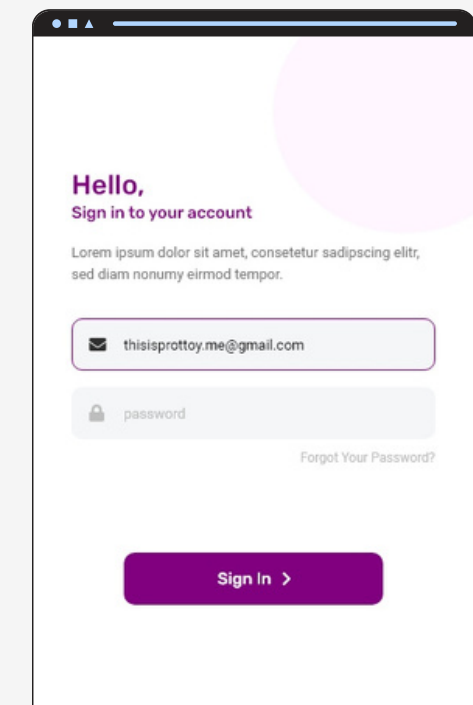 Hello,
Sign in to your account
Lorem ipsum dolor sit amet, consetetur sadipscing elitr,
sed diam nonumy eirmod tempor.
thisisprottoy.me@gmail.com
password
Forgot Your Password?
Sign In